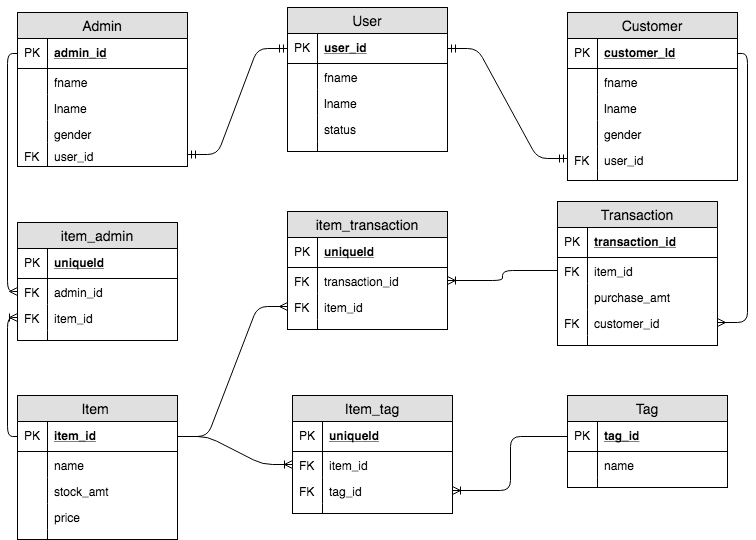 Admin
PK admin_id
fname
lname
gender
FK user_id
User
PK user_id
fname
lname
status
Customer
PK customer_Id
fname
lname
gender
FK user_id
item_admin
PK uniqueId
FK admin_id
FK item_id
item_transaction
PK uniqueId
FK transaction_id
FK item_id
Transaction
PK transaction_id
FK item_id
purchase_amt
FK customer_id
Item
PK item_id
name
stock_amt
price
Item_tag
PK uniqueId
FK item_id
FK tag_id
Tag
PK tag_id
name